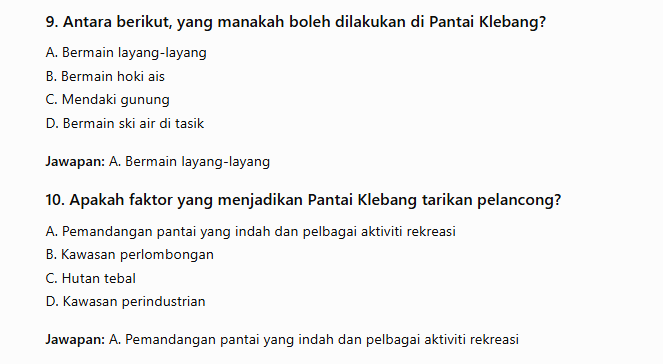 9. Antara berikut, yang manakah boleh dilakukan di Pantai Klebang?
A. Bermain layang-layang
B. Bermain hoki ais
C. Mendaki gunung
D. Bermain ski air di tasik
Jawapan: A. Bermain layang-layang
10. Apakah faktor yang menjadikan Pantai Klebang tarikan pelancong?
A. Pemandangan pantai yang indah dan pelbagai aktiviti rekreasi
B. Kawasan perlombongan
C. Hutan tebal
D. Kawasan perindustrian
Jawapan: A. Pemandangan pantai yang indah dan pelbagai aktiviti rekreasi